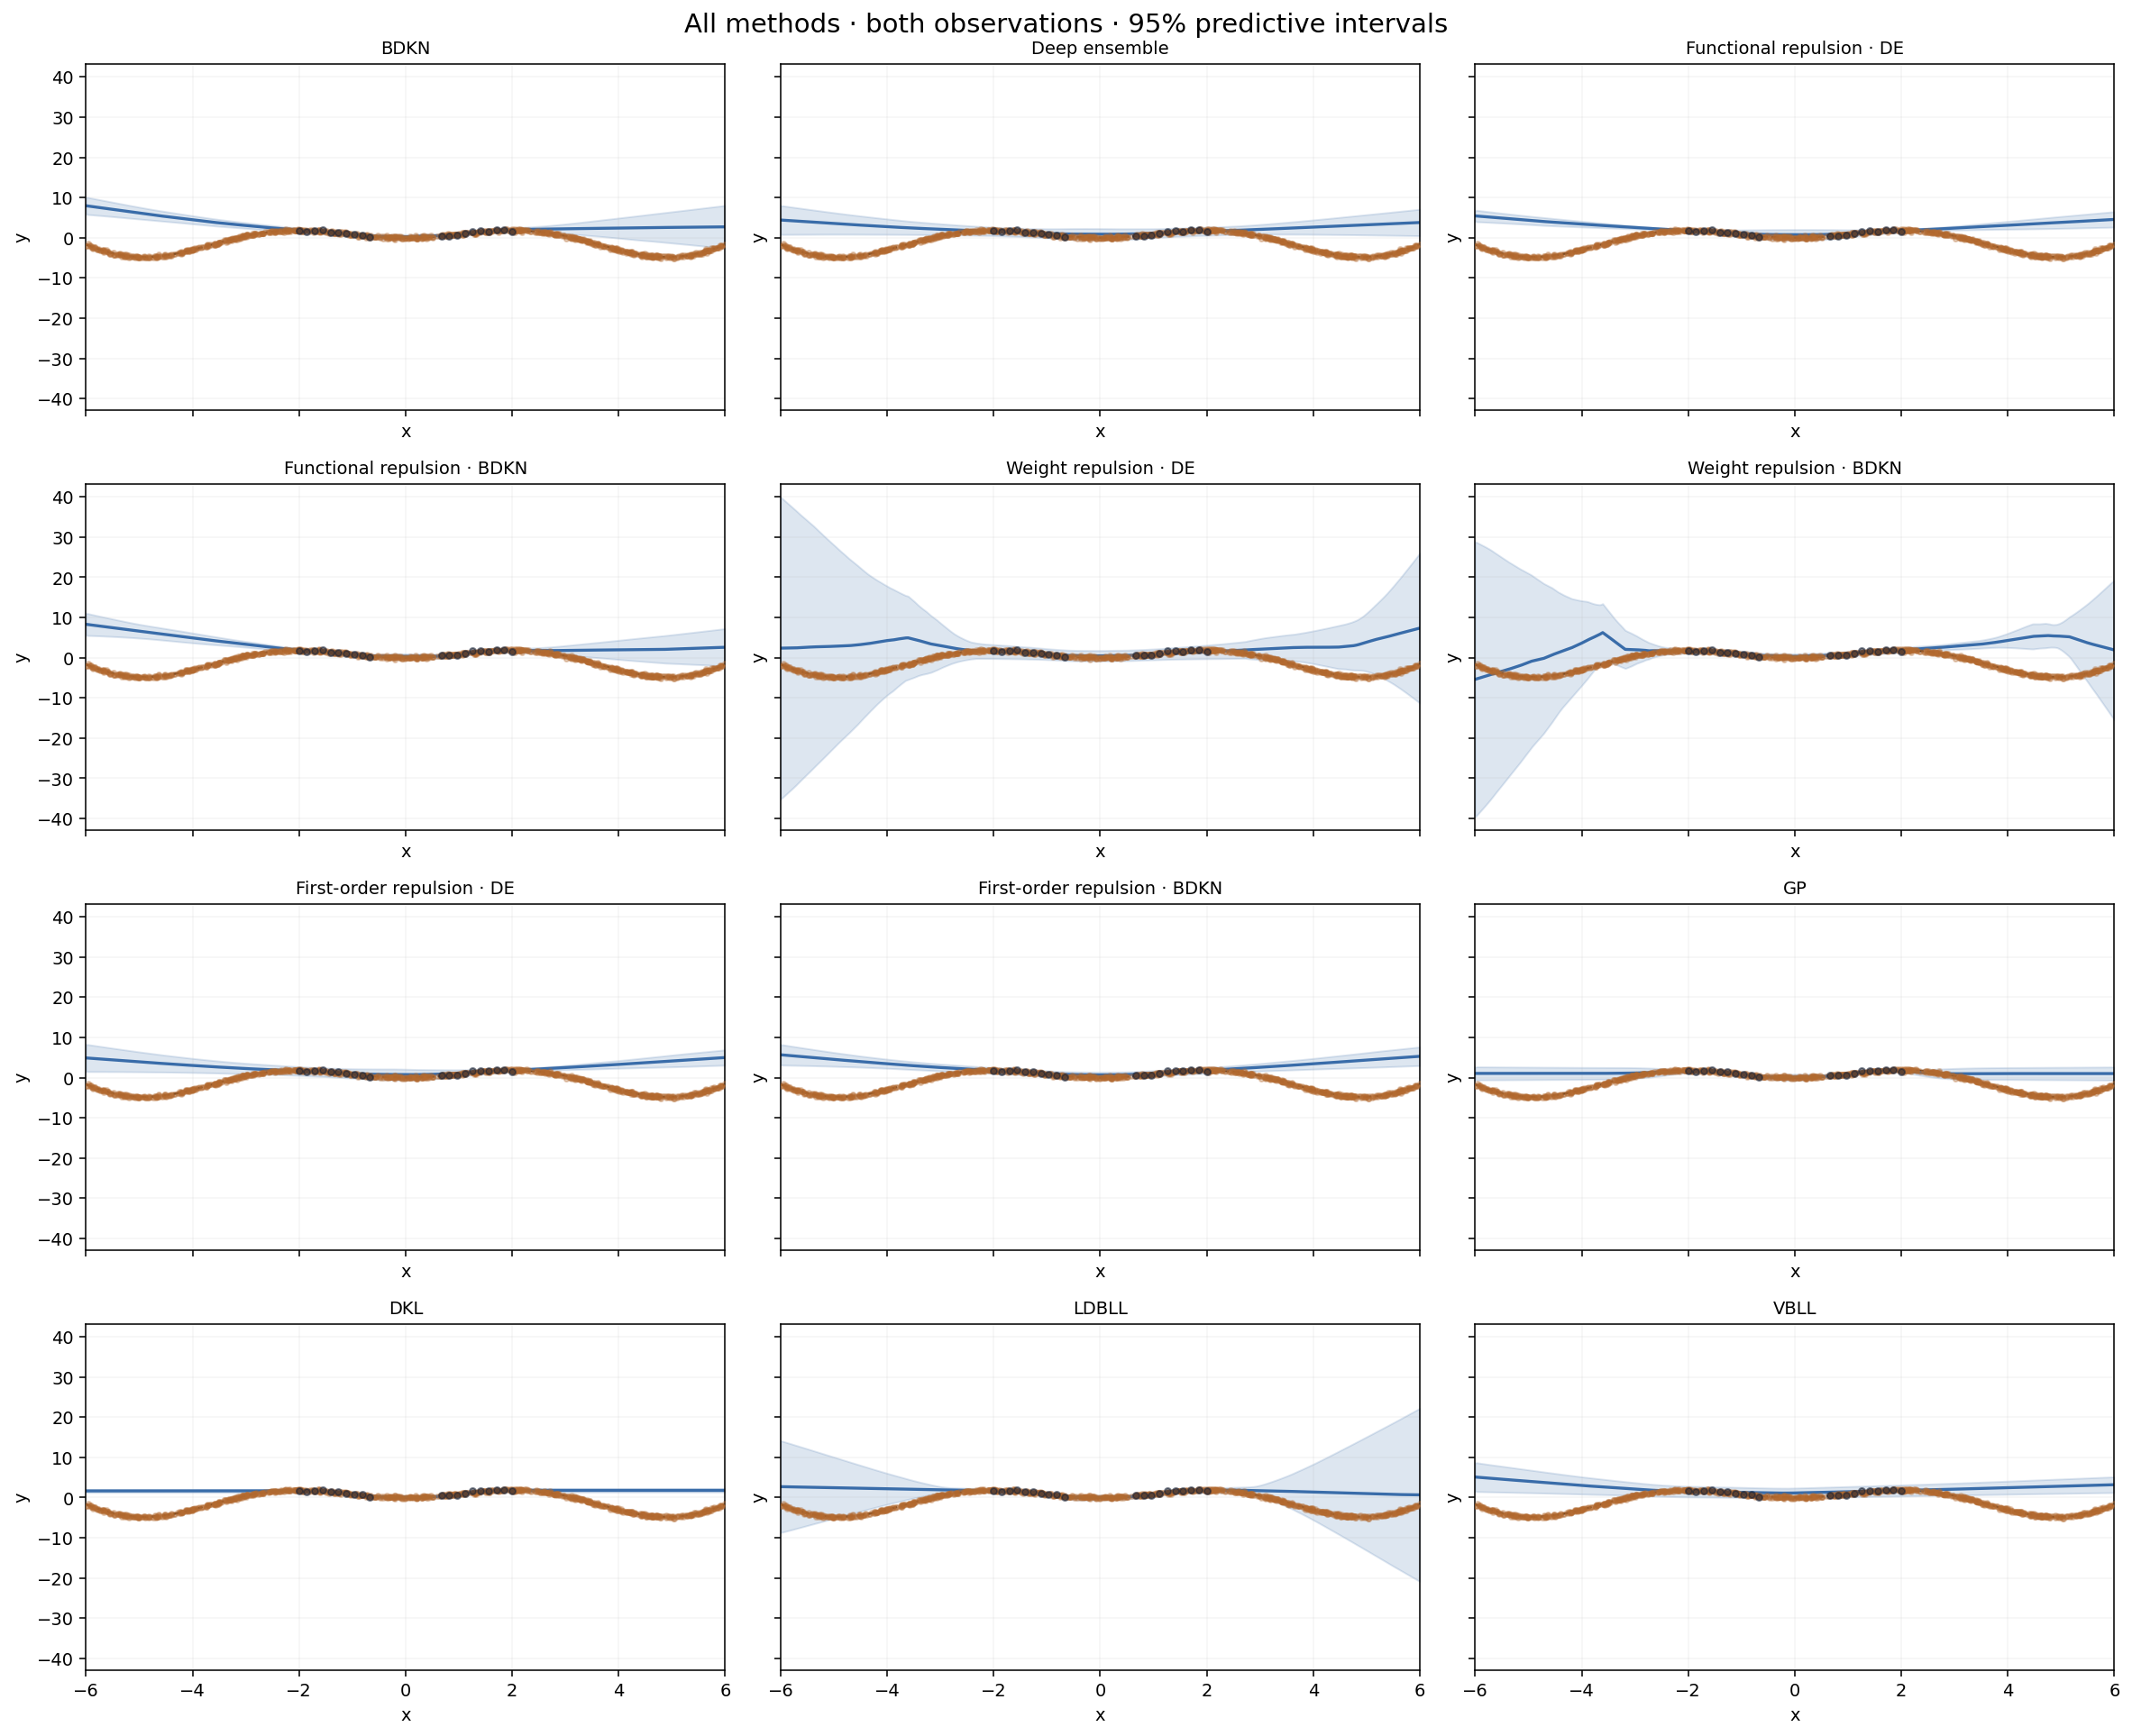 All methods · both observations · 95% predictive intervals
BDKN
Deep ensemble
Functional repulsion · DE
40
30
20
10
0
−10
−20
−30
−40
y
y
y
x
x
x
Functional repulsion · BDKN
Weight repulsion · DE
Weight repulsion · BDKN
40
30
20
10
0
−10
−20
−30
−40
y
y
y
x
x
x
First-order repulsion · DE
First-order repulsion · BDKN
GP
40
30
20
10
0
−10
−20
−30
−40
y
y
y
x
x
x
DKL
LDBLL
VBLL
40
30
20
10
0
−10
−20
−30
−40
y
y
y
−6 −4 −2 0 2 4 6
−6 −4 −2 0 2 4 6
−6 −4 −2 0 2 4 6
x
x
x